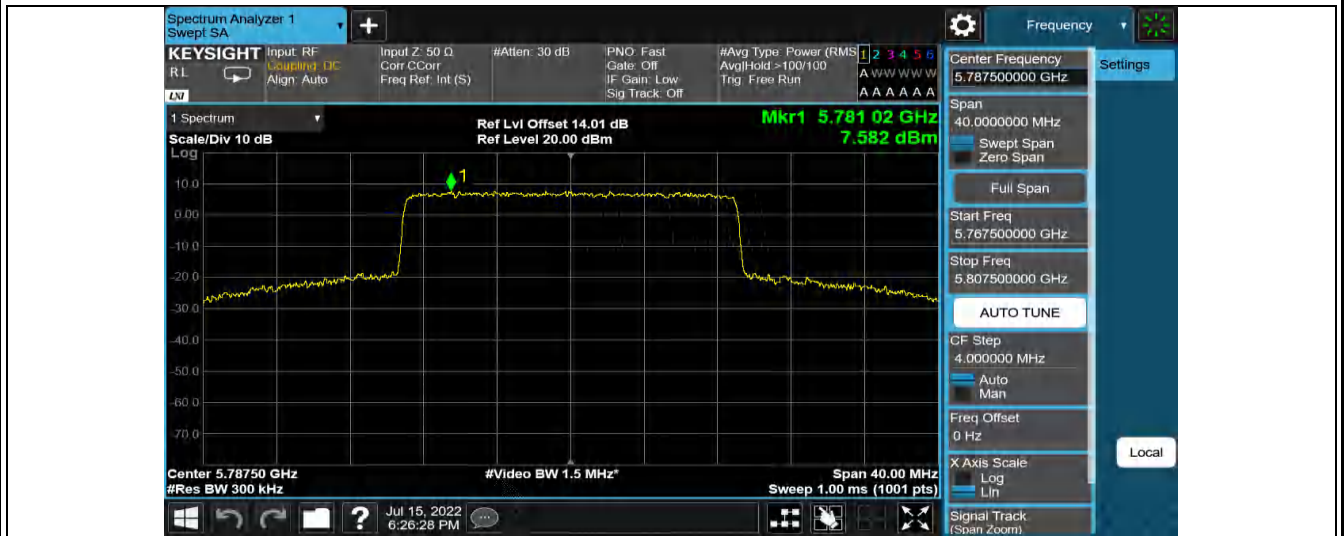 Spectrum Analyzer 1
Swept SA
+
Frequency
KEYSIGHT
RL
LXI
Input: RF
Coupling: DC
Align: Auto
Input Z: 50 Ω
Corr CCorr
Freq Ref: Int (S)
#Atten: 30 dB
PNO: Fast
Gate: Off
IF Gain: Low
Sig Track: Off
#Avg Type: Power (RMS
Avg|Hold:>100/100
Trig: Free Run
1 2 3 4 5 6
A W W W W W
A A A A A A
1 Spectrum
Scale/Div 10 dB
Log
Ref Lvl Offset 14.01 dB
Ref Level 20.00 dBm
Mkr1 5.781 02 GHz
7.582 dBm
1
10.0
0.00
-10.0
-20.0
-30.0
-40.0
-50.0
-60.0
-70.0
Center 5.78750 GHz
#Res BW 300 kHz
#Video BW 1.5 MHz*
Span 40.00 MHz
Sweep 1.00 ms (1001 pts)
?
Jul 15, 2022
6:26:28 PM
Center Frequency
5.787500000 GHz
Settings
Span
40.0000000 MHz
Swept Span
Zero Span
Full Span
Start Freq
5.767500000 GHz
Stop Freq
5.807500000 GHz
AUTO TUNE
CF Step
4.000000 MHz
Auto
Man
Freq Offset
0 Hz
X Axis Scale
Log
Lin
Local
Signal Track
(Span Zoom)